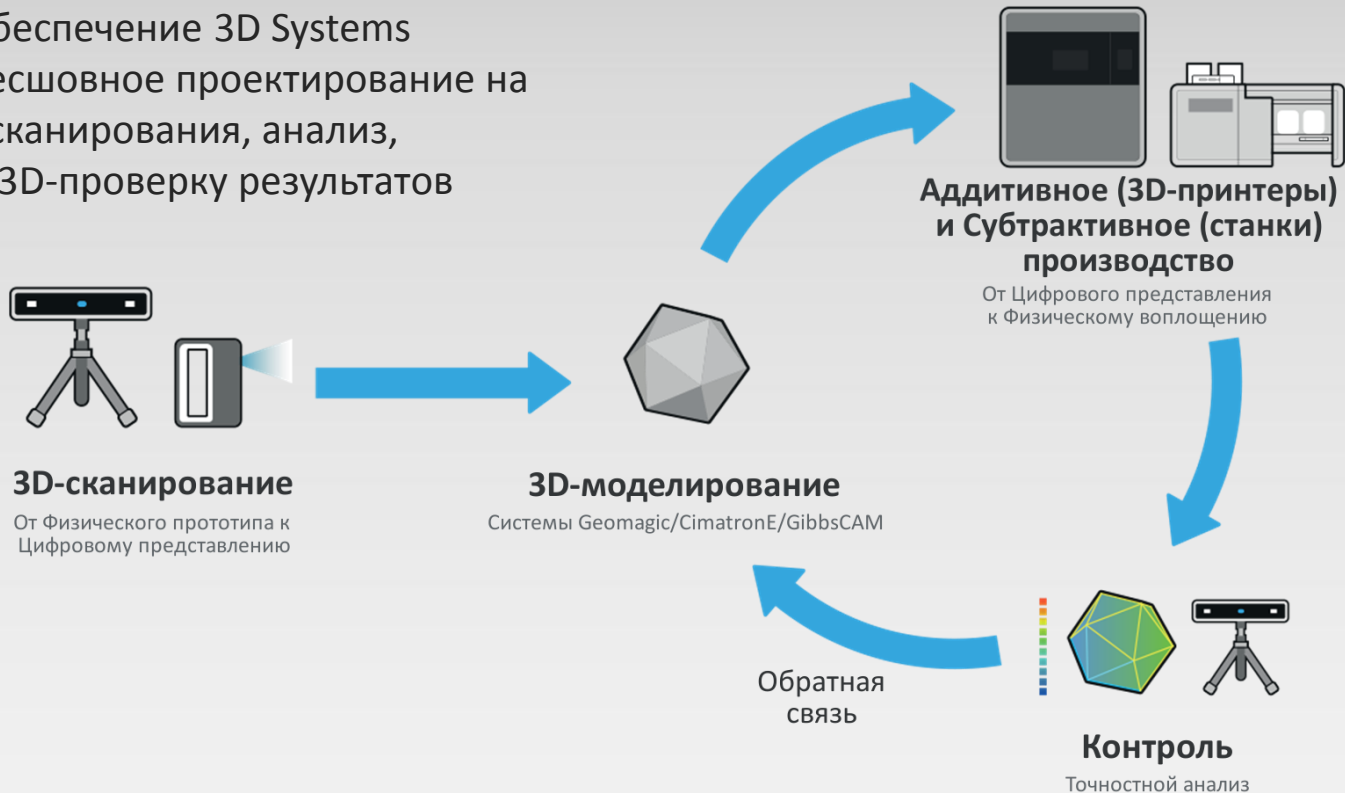 беспечение 3D Systems
есшовное проектирование на
сканирования, анализ,
3D-проверку результатов
Аддитивное (3D-принтеры)
и Субтрактивное (станки)
производство
От Цифрового представления
к Физическому воплощению
3D-сканирование
От Физического прототипа к
Цифровому представлению
3D-моделирование
Системы Geomagic/CimatronE/GibbsCAM
Обратная
связь
Контроль
Точностной анализ